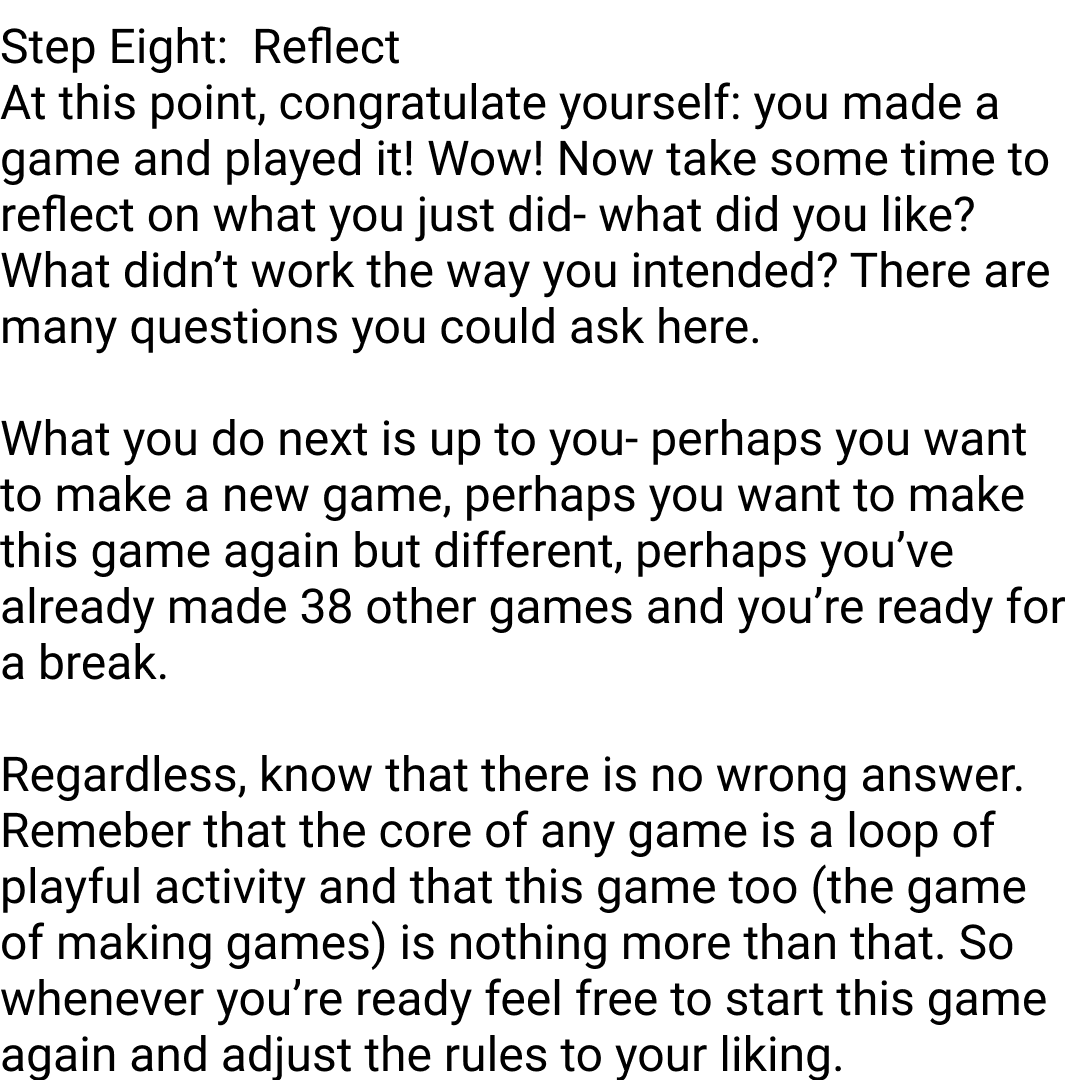 Step Eight:  Reflect
At this point, congratulate yourself: you made a
game and played it! Wow! Now take some time to
reflect on what you just did- what did you like?
What didn’t work the way you intended? There are
many questions you could ask here.
What you do next is up to you- perhaps you want
to make a new game, perhaps you want to make
this game again but different, perhaps you’ve
already made 38 other games and you’re ready for
a break.
Regardless, know that there is no wrong answer.
Remeber that the core of any game is a loop of
playful activity and that this game too (the game
of making games) is nothing more than that. So
whenever you’re ready feel free to start this game
again and adjust the rules to your liking.